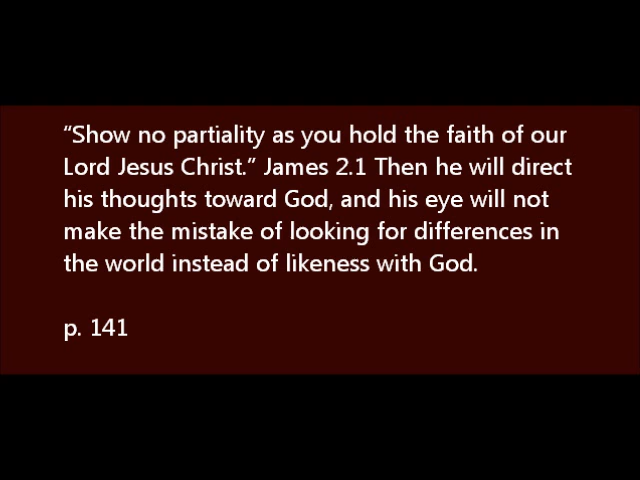 “Show no partiality as you hold the faith of our
Lord Jesus Christ.” James 2.1 Then he will direct
his thoughts toward God, and his eye will not
make the mistake of looking for differences in
the world instead of likeness with God.
p. 141